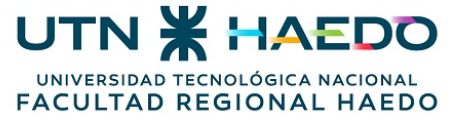 UTN HAEDO
UNIVERSIDAD TECNOLÓGICA NACIONAL
FACULTAD REGIONAL HAEDO